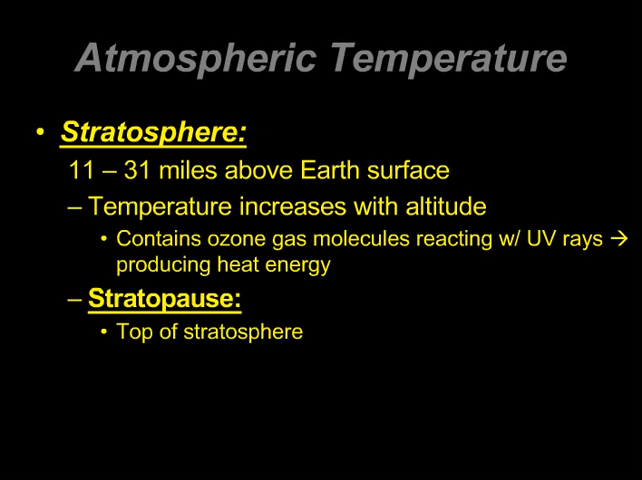 Atmospheric Temperature
• Stratosphere:
11 – 31 miles above Earth surface
– Temperature increases with altitude
• Contains ozone gas molecules reacting w/ UV rays →
producing heat energy
– Stratopause:
• Top of stratosphere